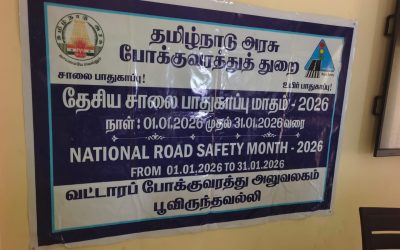 தமிழ்நாடு அரசு
போக்குவரத்துத் துறை
சாலை பாதுகாப்பு!
உயிர் பாதுகாப்பு!
தேசிய சாலை பாதுகாப்பு மாதம் - 2026
நாள் : 01.01.2026 முதல் 31.01.2026 வரை
NATIONAL ROAD SAFETY MONTH - 2026
FROM 01.01.2026 TO 31.01.2026
வட்டாரப் போக்குவரத்து அலுவலகம்
பூவிருந்தவல்லி